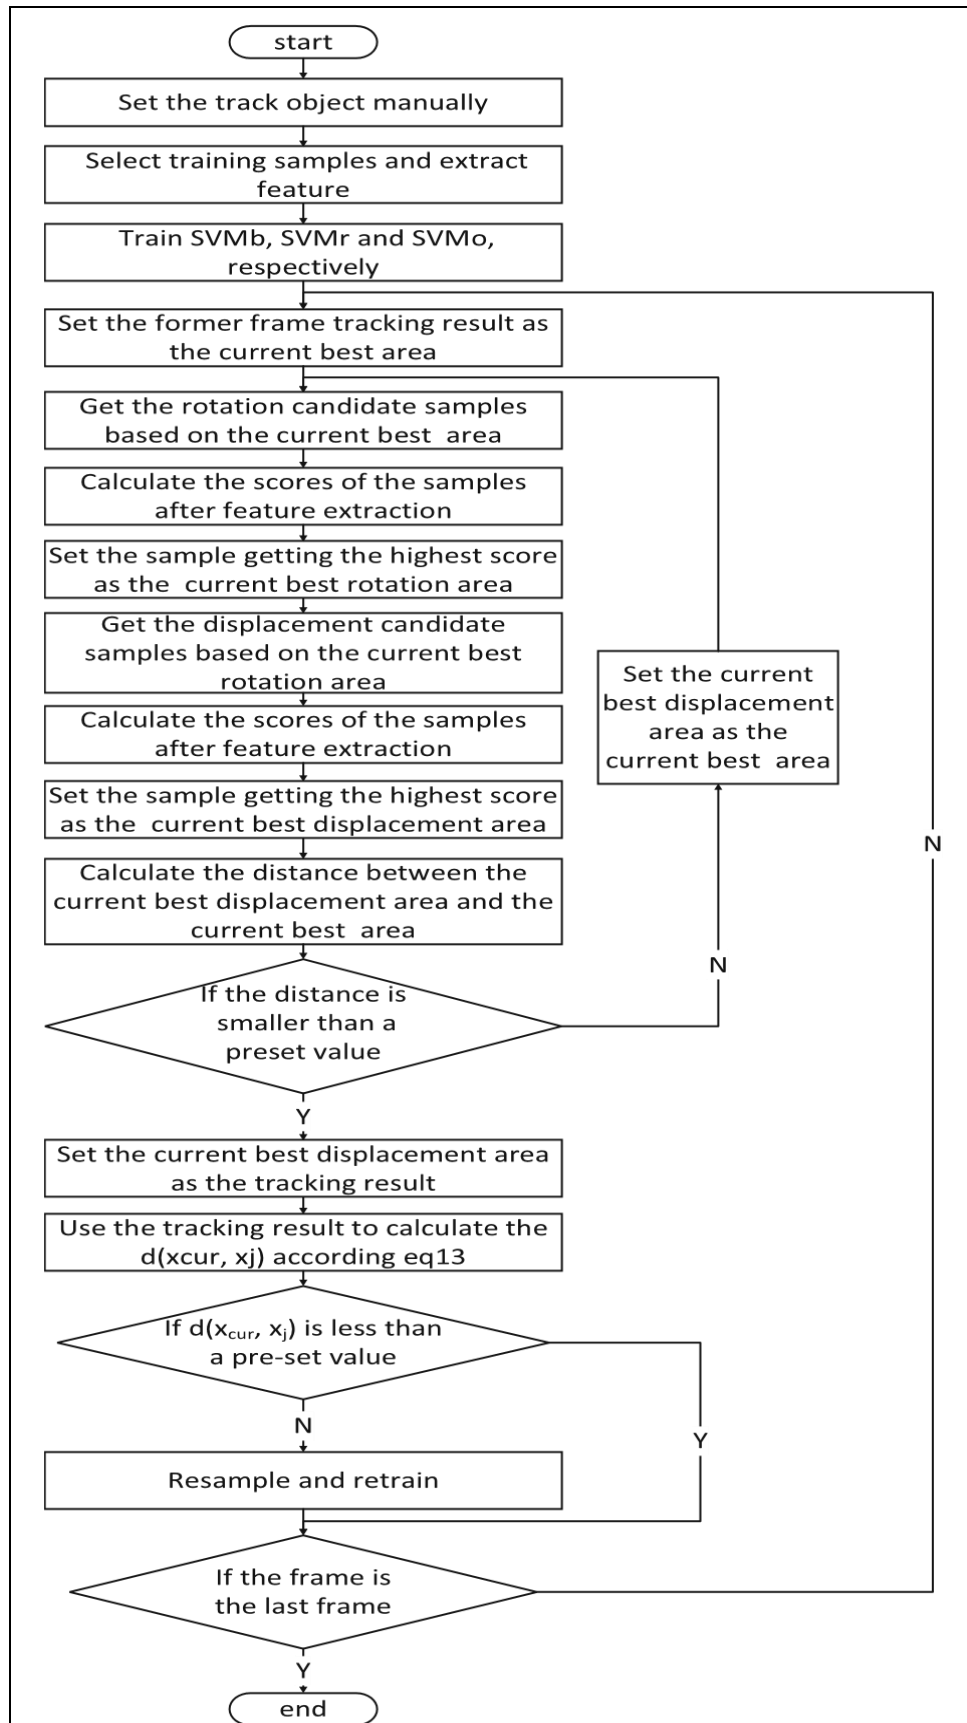 start
Set the track object manually
Select training samples and extract
feature
Train SVMb, SVMr and SVMo,
respectively
Set the former frame tracking result as
the current best area
Get the rotation candidate samples
based on the current best area
Calculate the scores of the samples
after feature extraction
Set the sample getting the highest score
as the current best rotation area
Get the displacement candidate
samples based on the current best
rotation area
Calculate the scores of the samples
after feature extraction
Set the sample getting the highest score
as the current best displacement area
Calculate the distance between the
current best displacement area and the
current best area
If the distance is
smaller than a
preset value
N
Set the current
best displacement
area as the
current best area
Y
Set the current best displacement area
as the tracking result
Use the tracking result to calculate the
d(xcur, xj) according eq13
If d(xcur, xj) is less than
a pre-set value
N
Y
Resample and retrain
If the frame is
the last frame
N
Y
end